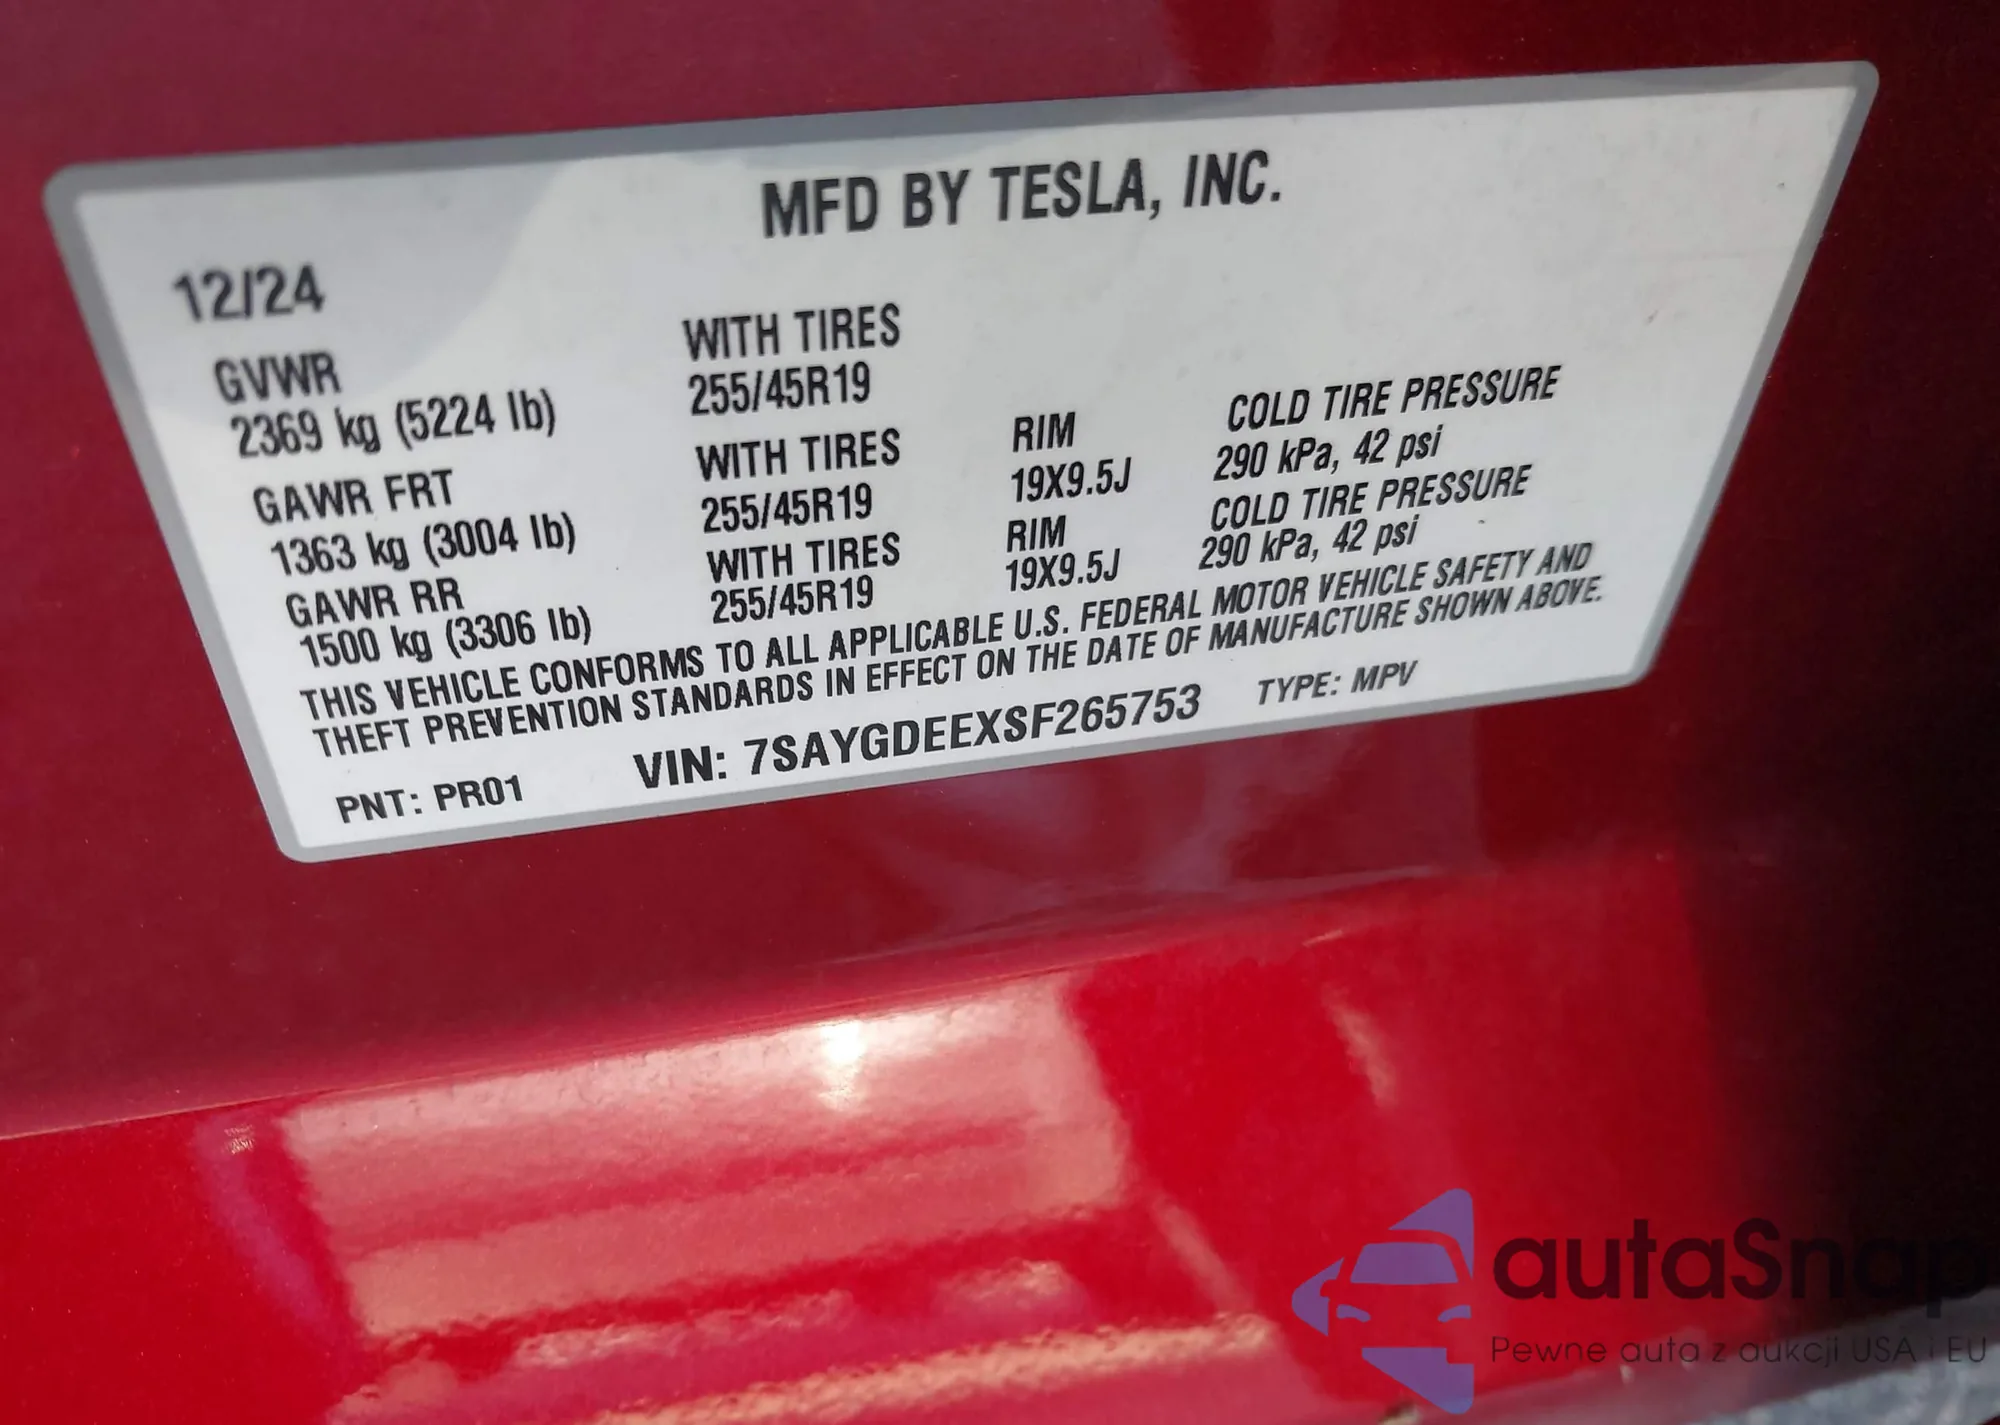 MFD BY TESLA, INC.
12/24
GVWR WITH TIRES
2369 kg (5224 lb) 255/45R19
GAWR FRT WITH TIRES RIM COLD TIRE PRESSURE
1363 kg (3004 lb) 255/45R19 19X9.5J 290 kPa, 42 psi
GAWR RR WITH TIRES RIM COLD TIRE PRESSURE
1500 kg (3306 lb) 255/45R19 19X9.5J 290 kPa, 42 psi
THIS VEHICLE CONFORMS TO ALL APPLICABLE U.S. FEDERAL MOTOR VEHICLE SAFETY AND
THEFT PREVENTION STANDARDS IN EFFECT ON THE DATE OF MANUFACTURE SHOWN ABOVE.
PNT: PR01 VIN: 7SAYGDEEXSF265753 TYPE: MPV
autaSnap
Pewne auta z aukcji USA i EU